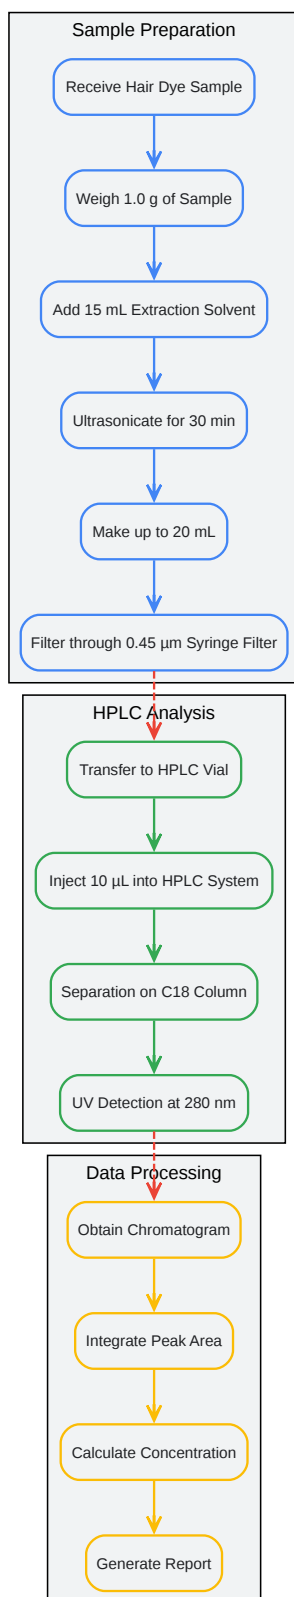 Sample Preparation
Receive Hair Dye Sample
Weigh 1.0 g of Sample
Add 15 mL Extraction Solvent
Ultrasonicate for 30 min
Make up to 20 mL
Filter through 0.45 µm Syringe Filter
HPLC Analysis
Transfer to HPLC Vial
Inject 10 µL into HPLC System
Separation on C18 Column
UV Detection at 280 nm
Data Processing
Obtain Chromatogram
Integrate Peak Area
Calculate Concentration
Generate Report